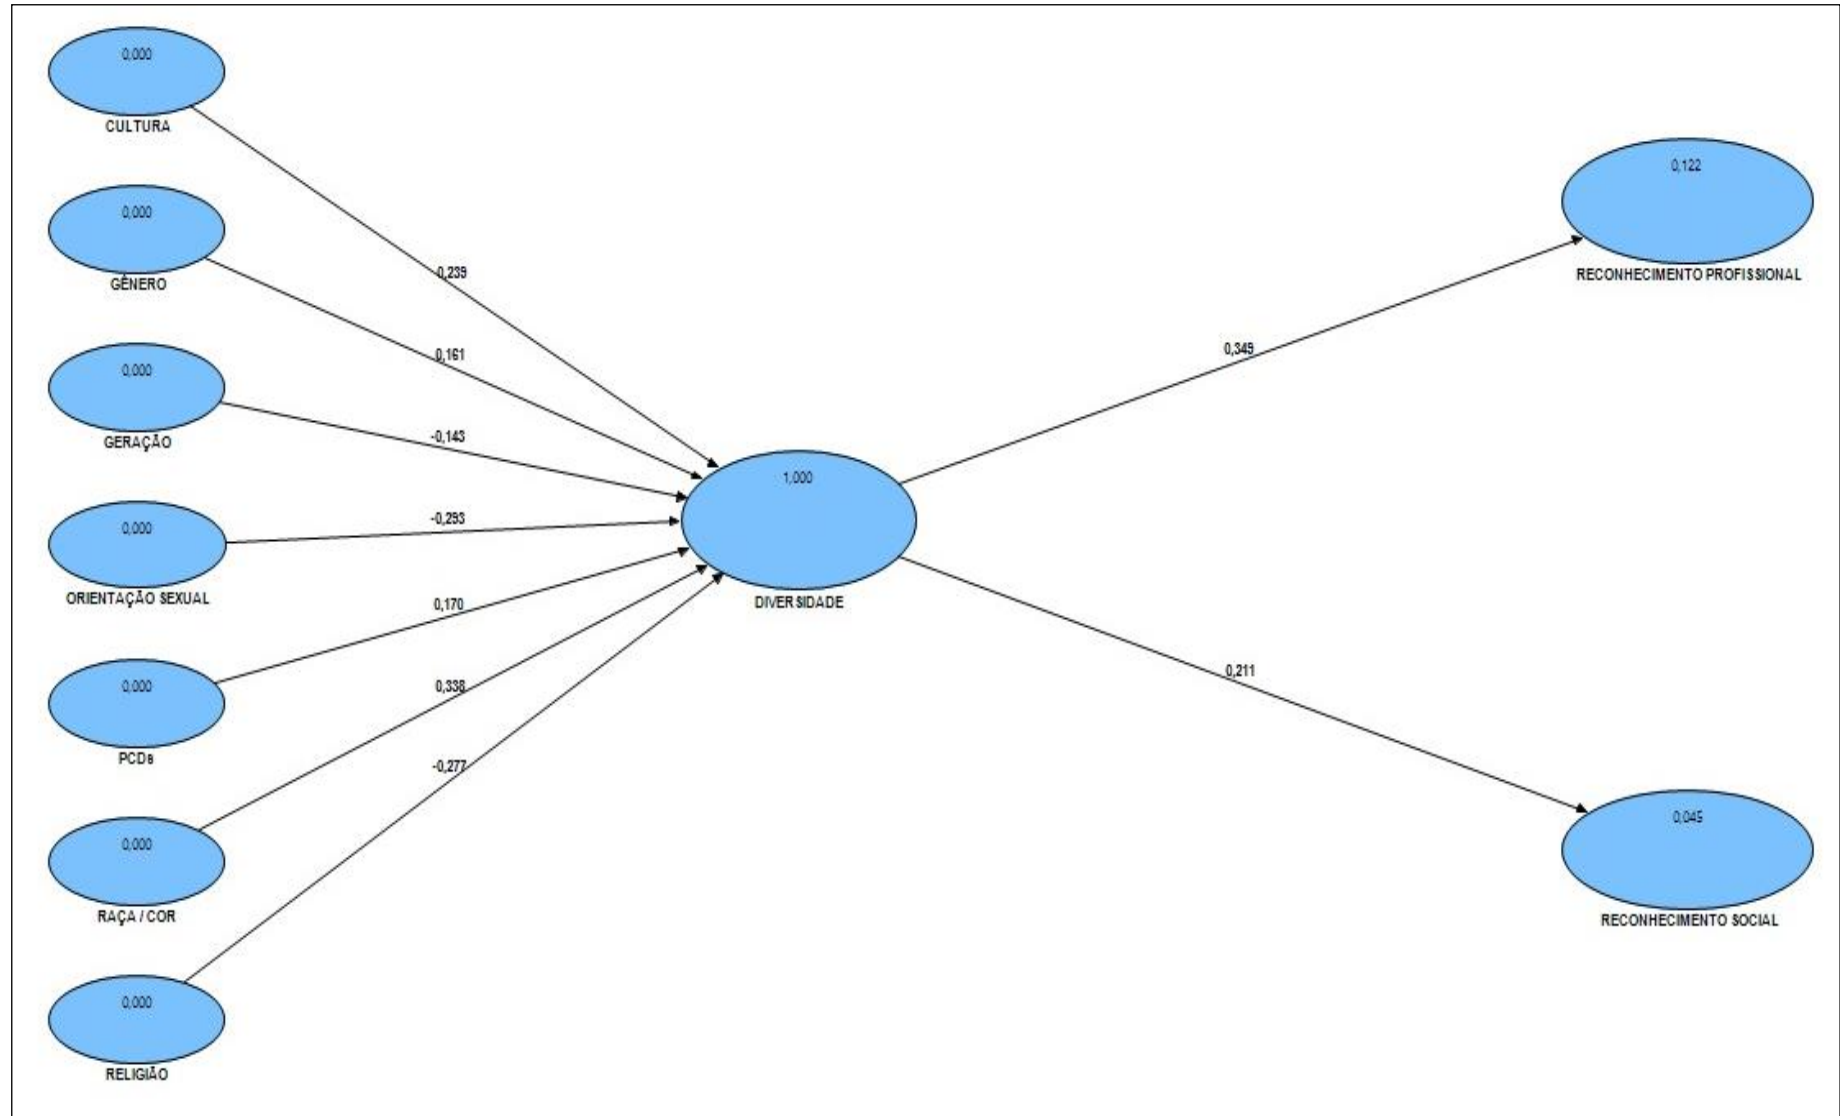 0,000
CULTURA
0,000
GÊNERO
0,000
GERAÇÃO
0,000
ORIENTAÇÃO SEXUAL
0,000
PCDs
0,000
RAÇA / COR
0,000
RELIGIÃO
0,239
0,161
-0,143
-0,293
0,170
0,338
-0,277
1,000
DIVERSIDADE
0,349
0,211
0,122
RECONHECIMENTO PROFISSIONAL
0,045
RECONHECIMENTO SOCIAL